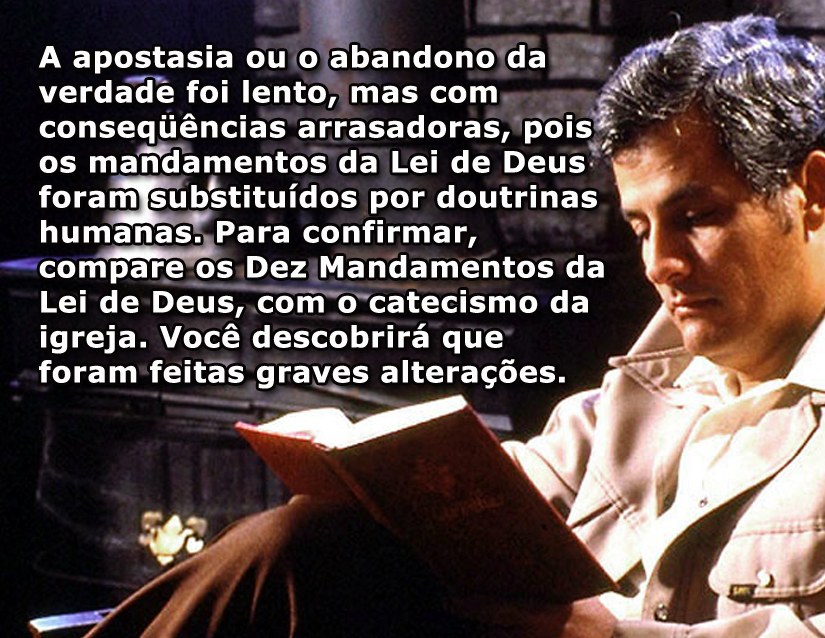 A apostasia ou o abandono da
verdade foi lento, mas com
conseqüências arrasadoras, pois
os mandamentos da Lei de Deus
foram substituídos por doutrinas
humanas. Para confirmar,
compare os Dez Mandamentos da
Lei de Deus, com o catecismo da
igreja. Você descobrirá que
foram feitas graves alterações.